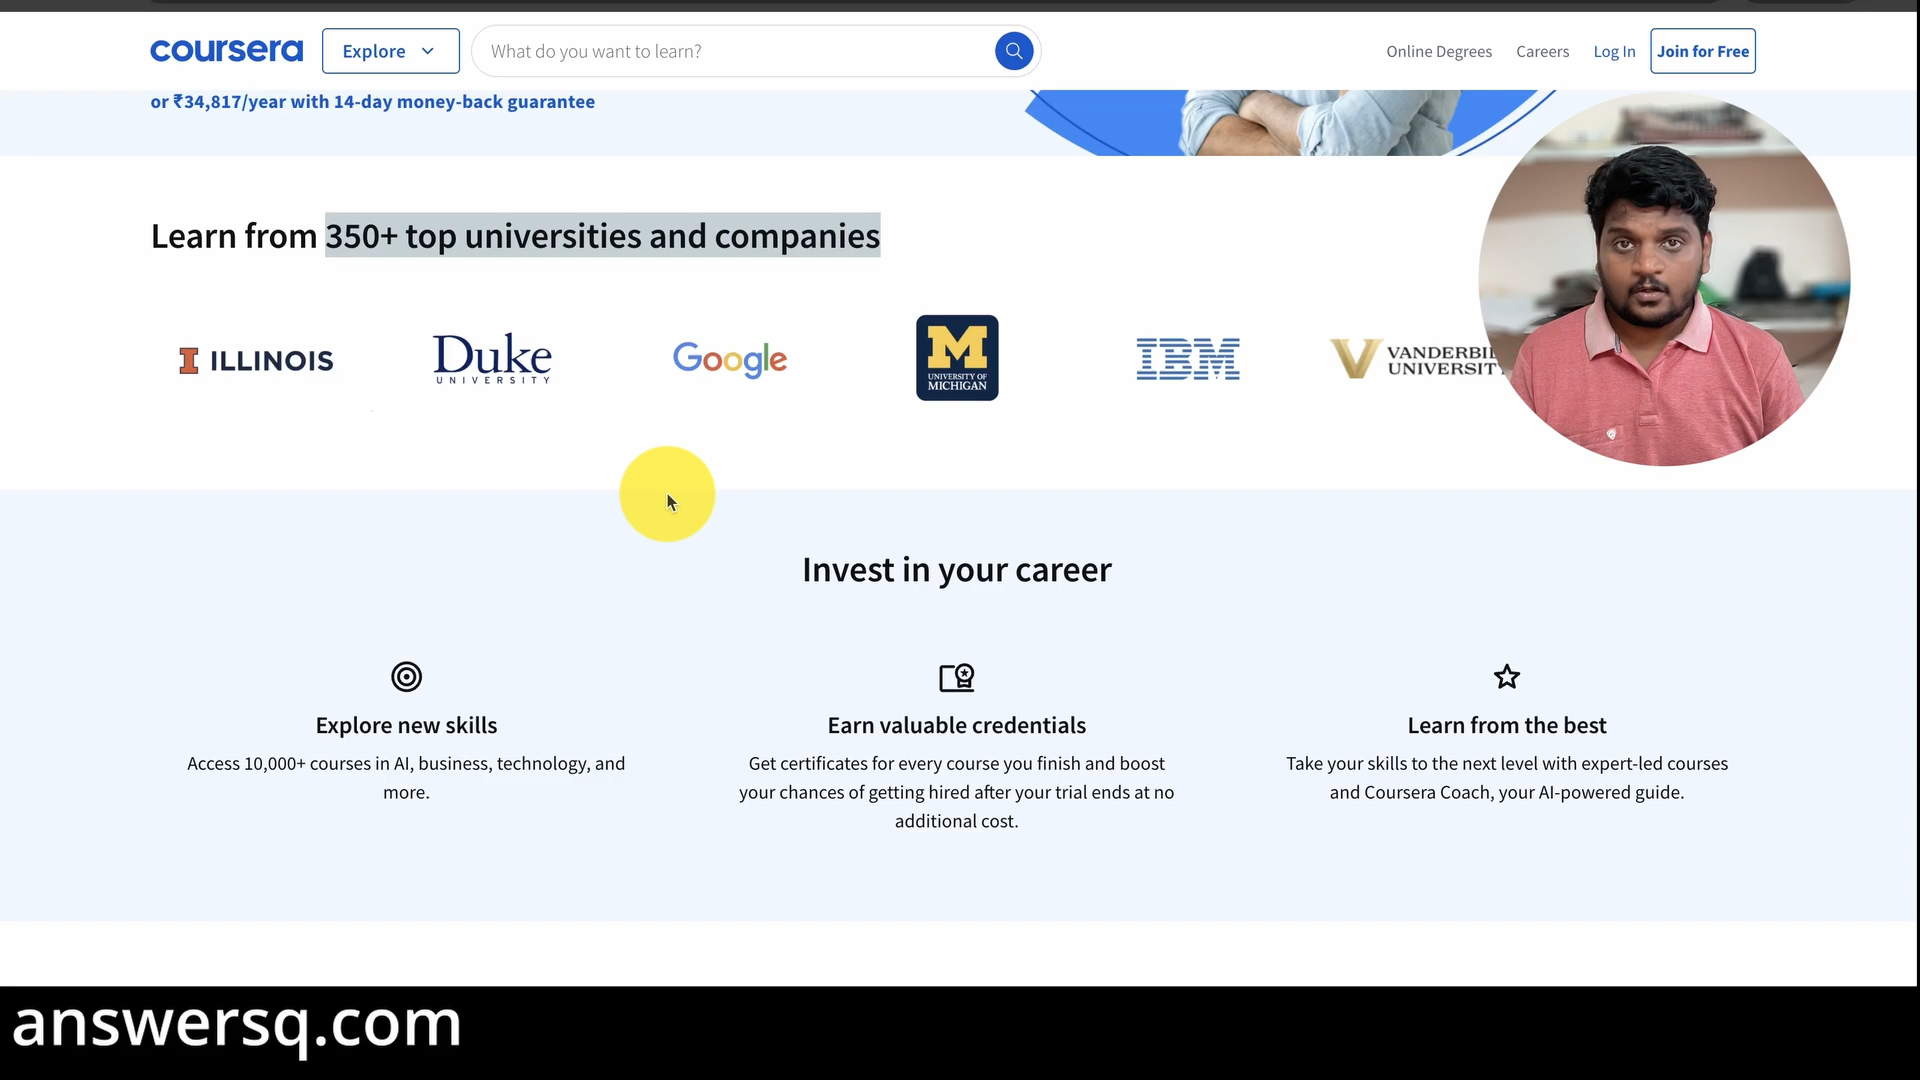 coursera
Explore
What do you want to learn?
Online Degrees
Careers
Log In
Join for Free
or ₹34,817/year with 14-day money-back guarantee
Learn from 350+ top universities and companies
ILLINOIS
Duke
UNIVERSITY
Google
M
UNIVERSITY OF
MICHIGAN
IBM
V
Invest in your career
Explore new skills
Access 10,000+ courses in AI, business, technology, and
more.
Earn valuable credentials
Get certificates for every course you finish and boost
your chances of getting hired after your trial ends at no
additional cost.
Learn from the best
Take your skills to the next level with expert-led courses
and Coursera Coach, your AI-powered guide.
answersq.com